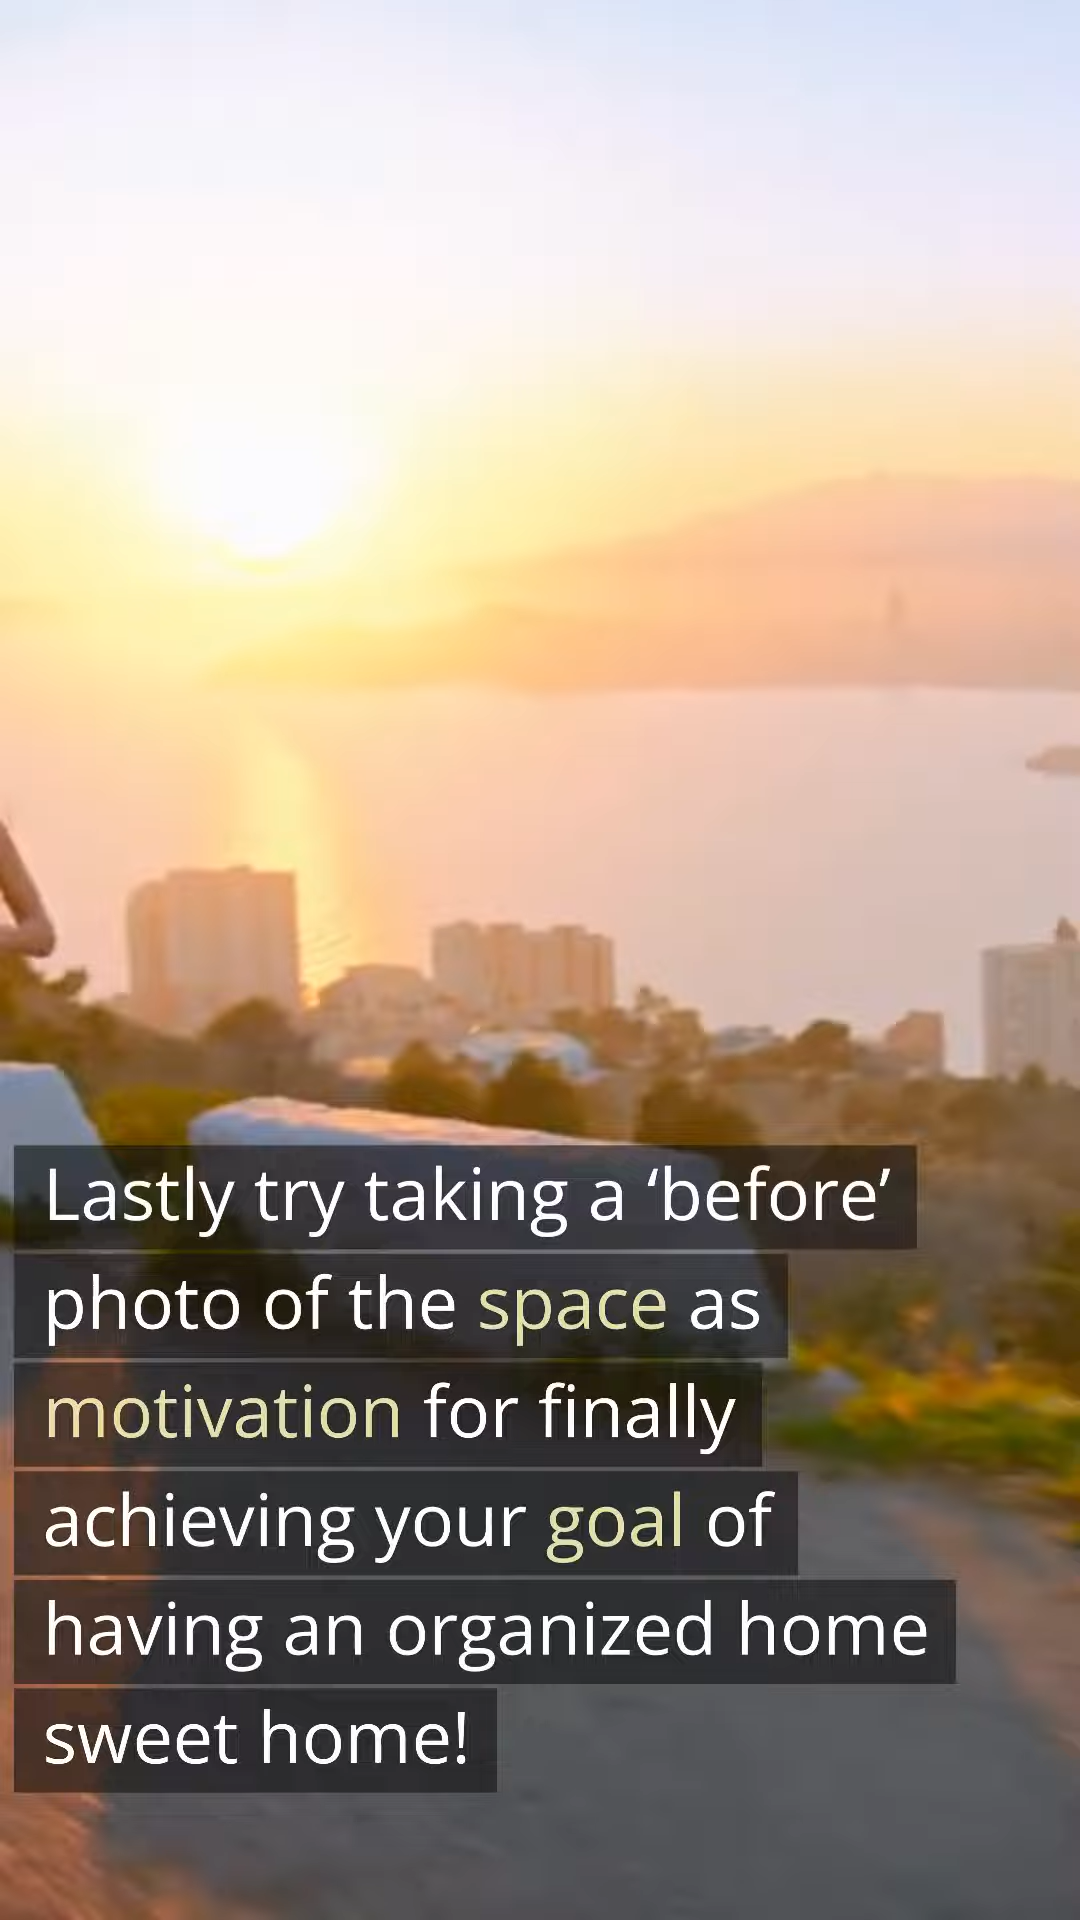 Lastly try taking a ‘before’
photo of the space as
motivation for finally
achieving your goal of
having an organized home
sweet home!